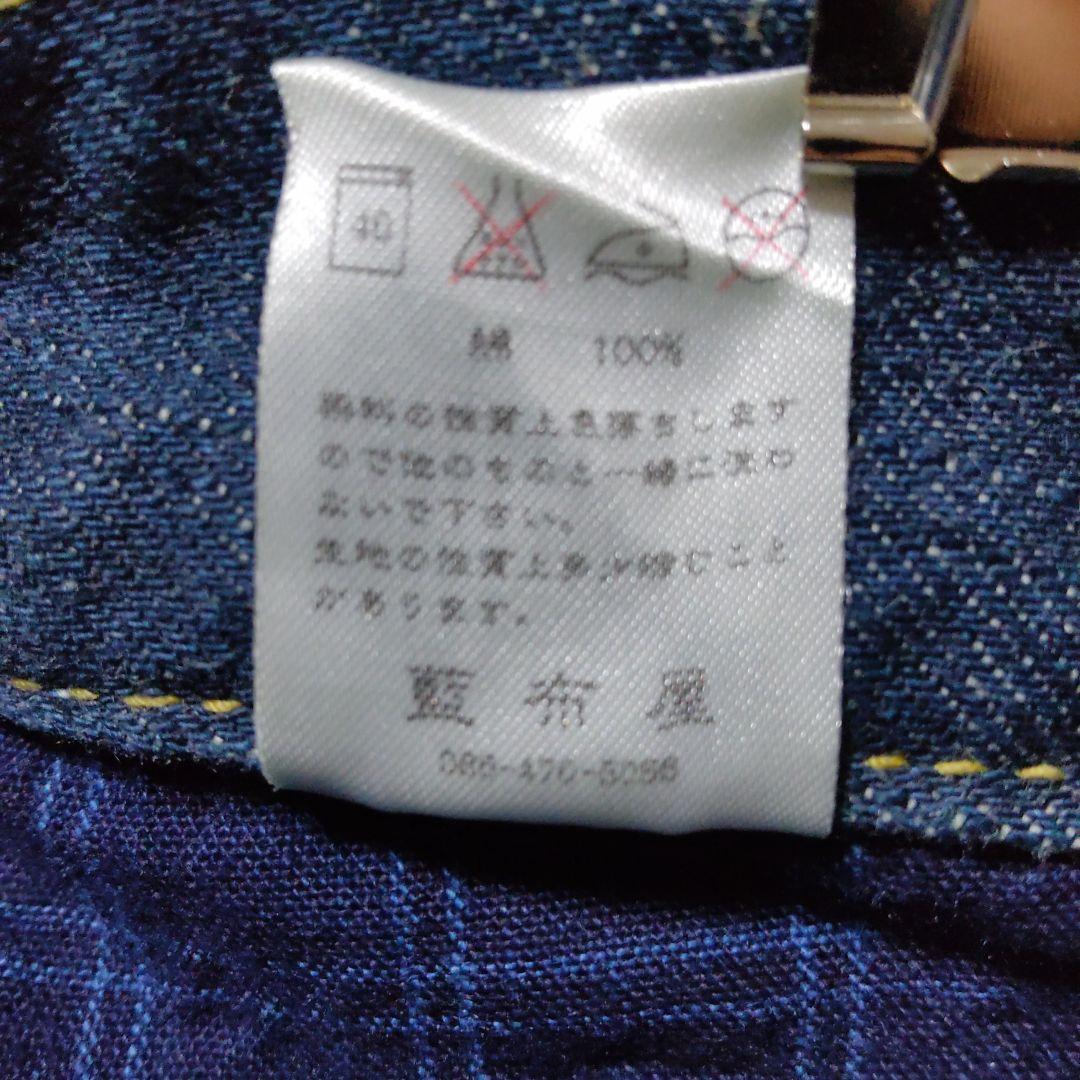 40
綿 100%
染料の性質上色落ちします
ので他のものと一緒に洗わ
ないで下さい。
生地の性質上多少縮むこと
があります。
藍布屋
086-470-5056